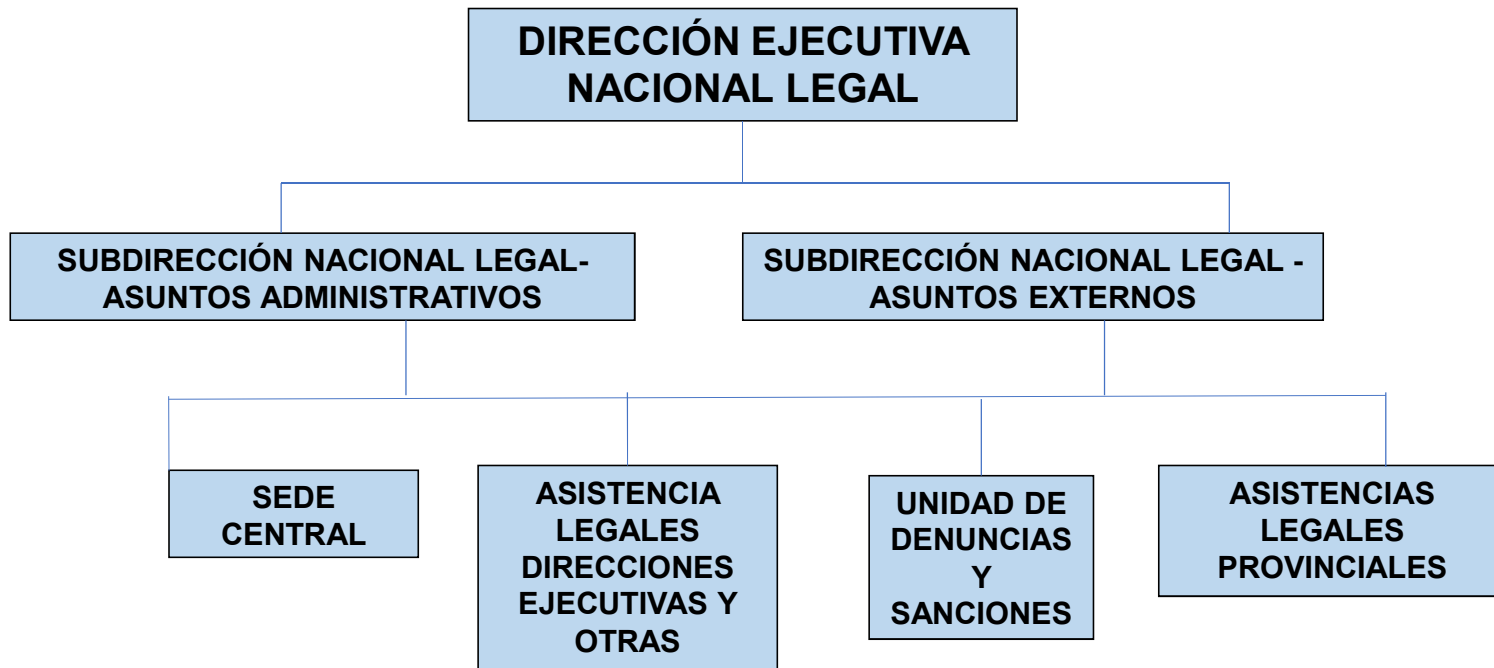 DIRECCIÓN EJECUTIVA
NACIONAL LEGAL
SUBDIRECCIÓN NACIONAL LEGAL-
ASUNTOS ADMINISTRATIVOS
SUBDIRECCIÓN NACIONAL LEGAL -
ASUNTOS EXTERNOS
SEDE
CENTRAL
ASISTENCIA
LEGALES
DIRECCIONES
EJECUTIVAS Y
OTRAS
UNIDAD DE
DENUNCIAS
Y
SANCIONES
ASISTENCIAS
LEGALES
PROVINCIALES